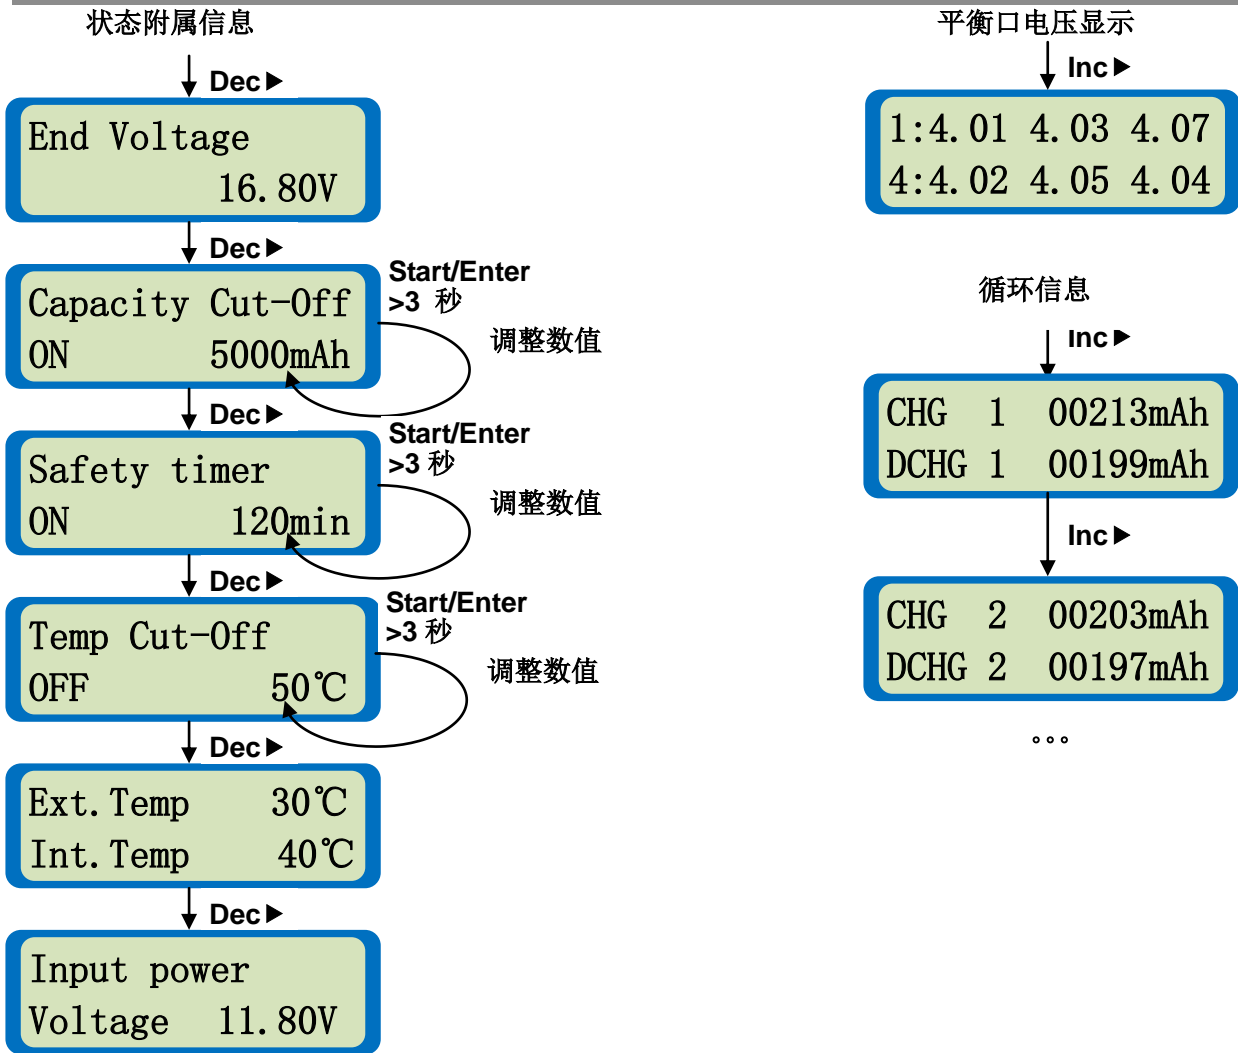 状态附属信息
Dec►
End Voltage
16.80V
Dec►
Capacity Cut-Off
ON 5000mAh
Start/Enter
>3 秒
调整数值
Dec►
Safety timer
ON 120min
Start/Enter
>3 秒
调整数值
Dec►
Temp Cut-Off
OFF 50℃
Start/Enter
>3 秒
调整数值
Dec►
Ext.Temp 30℃
Int.Temp 40℃
Dec►
Input power
Voltage 11.80V
平衡口电压显示
Inc►
1:4.01 4.03 4.07
4:4.02 4.05 4.04
循环信息
Inc►
CHG 1 00213mAh
DCHG 1 00199mAh
Inc►
CHG 2 00203mAh
DCHG 2 00197mAh
。。。